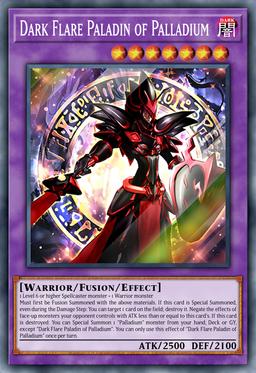 DARK FLARE PALADIN OF PALLADIUM
DARK
闇
[WARRIOR/FUSION/EFFECT]
1 Level 6 or higher Spellcaster monster + 1 Warrior monster
Must first be Fusion Summoned with the above materials. If this card is Special Summoned,
even during the Damage Step: You can target 1 card on the field; destroy it. Negate the effects of
face-up monsters your opponent controls with ATK less than or equal to this card's. If this card
is destroyed: You can Special Summon 1 "Palladium" monster from your hand, Deck or GY,
except "Dark Flare Paladin of Palladium". You can only use this effect of "Dark Flare Paladin of
Palladium" once per turn.
ATK/2500 DEF/2100